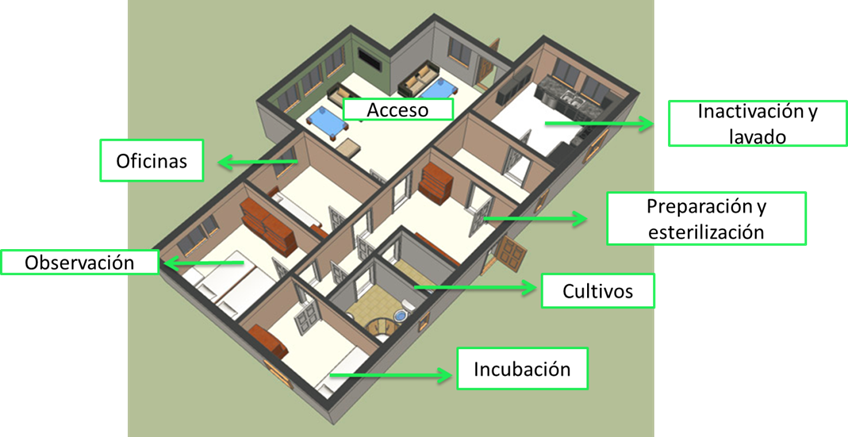 Acceso
Inactivación y
lavado
Oficinas
Preparación y
esterilización
Observación
Cultivos
Incubación